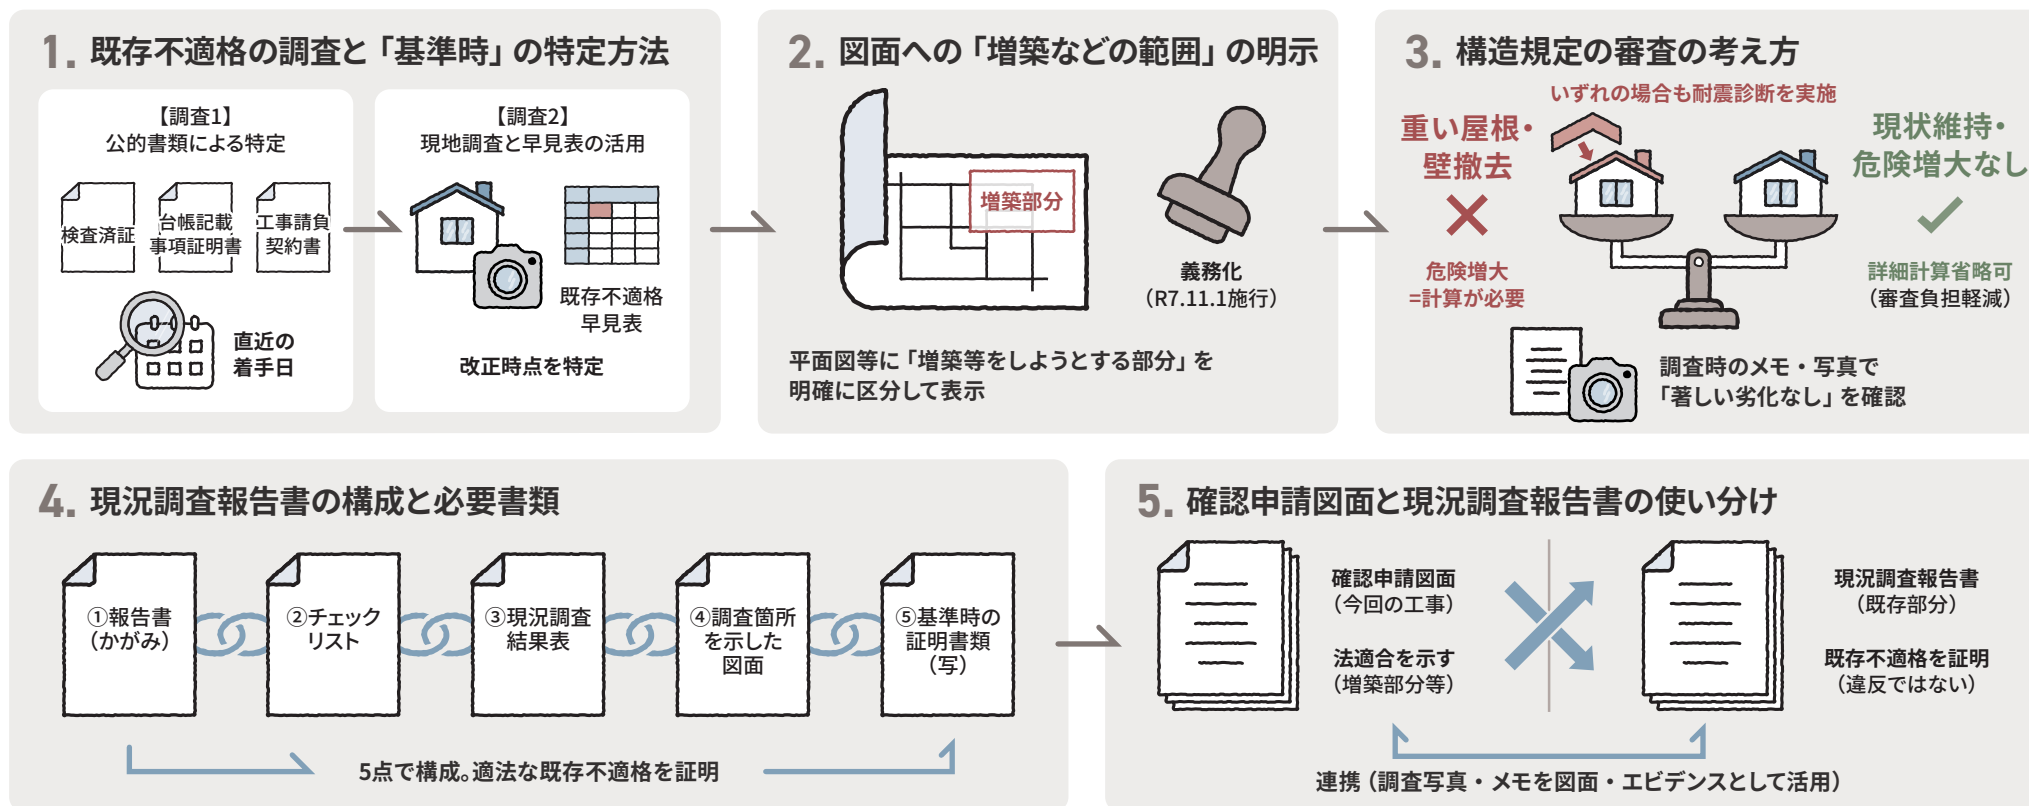 1. 既存不適格の調査と「基準時」の特定方法
【調査1】
公的書類による特定
検査済証
台帳記載
事項証明書
工事請負
契約書
直近の
着手日
【調査2】
現地調査と早見表の活用
既存不適格
早見表
改正時点を特定
2. 図面への「増築などの範囲」の明示
増築部分
義務化
（R7.11.1施行）
平面図等に「増築等をしようとする部分」を
明確に区分して表示
3. 構造規定の審査の考え方
いずれの場合も耐震診断を実施
重い屋根・
壁撤去
危険増大
=計算が必要
現状維持・
危険増大なし
詳細計算省略可
（審査負担軽減）
調査時のメモ・写真で
「著しい劣化なし」を確認
4. 現況調査報告書の構成と必要書類
①報告書
（かがみ）
②チェック
リスト
③現況調査
結果表
④調査箇所
を示した
図面
⑤基準時の
証明書類
（写）
5点で構成。適法な既存不適格を証明
5. 確認申請図面と現況調査報告書の使い分け
確認申請図面
（今回の工事）
法適合を示す
（増築部分等）
現況調査報告書
（既存部分）
既存不適格を証明
（違反ではない）
連携（調査写真・メモを図面・エビデンスとして活用）